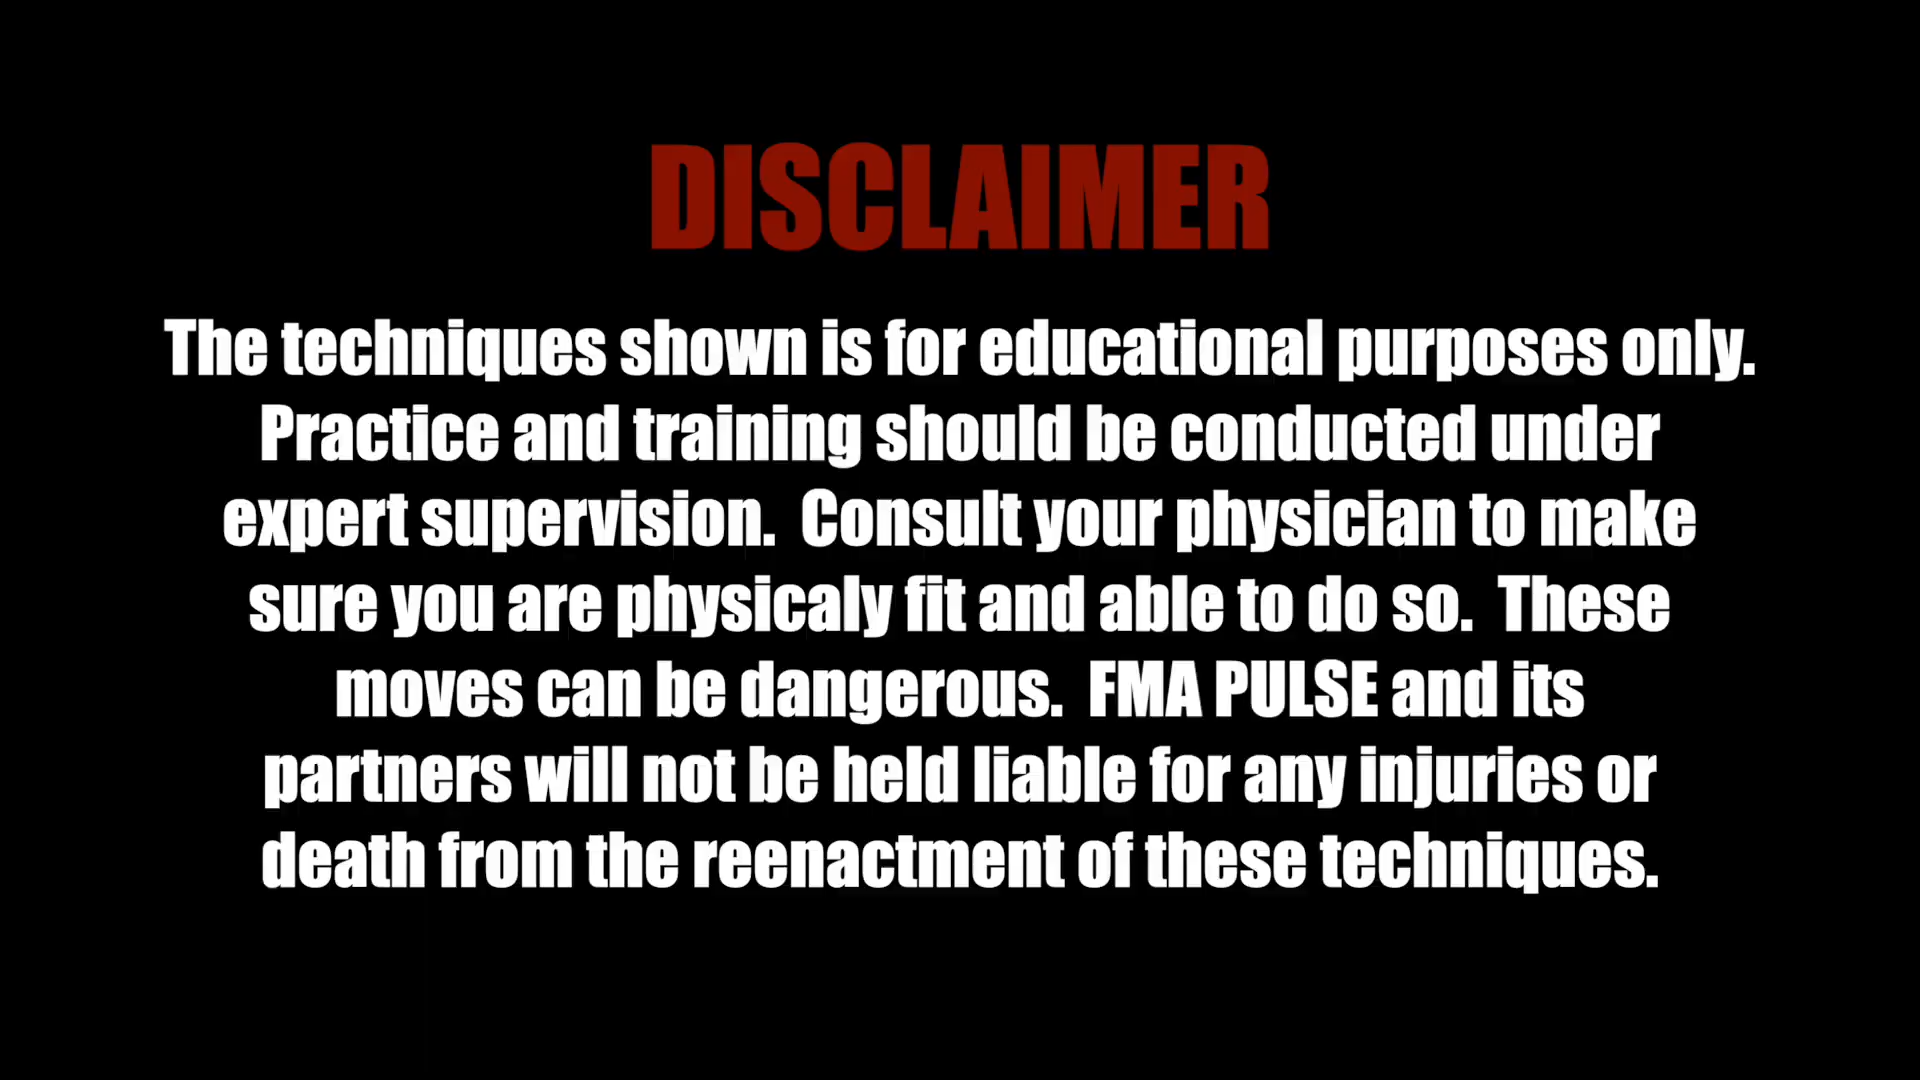 DISCLAIMER
The techniques shown is for educational purposes only.
Practice and training should be conducted under
expert supervision.  Consult your physician to make
sure you are physicaly fit and able to do so.  These
moves can be dangerous.  FMA PULSE and its
partners will not be held liable for any injuries or
death from the reenactment of these techniques.